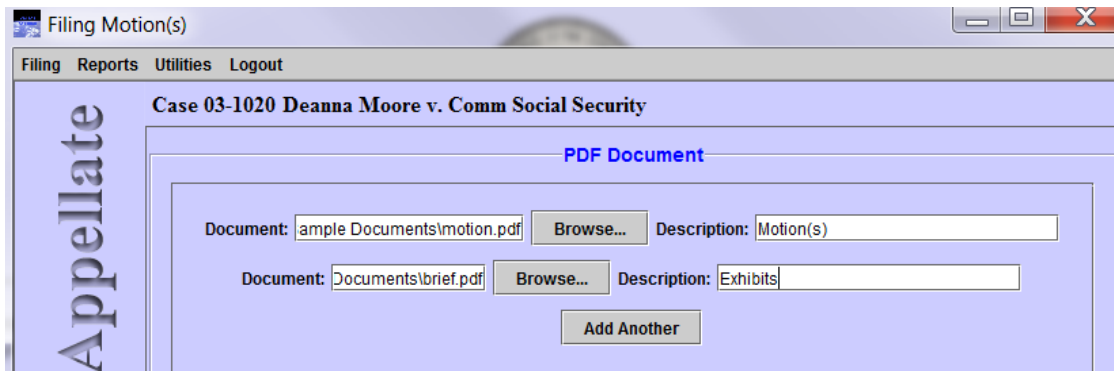 Filing Motion(s)
Filing Reports Utilities Logout
Appellate
Case 03-1020 Deanna Moore v. Comm Social Security
PDF Document
Document: ample Documents\motion.pdf Browse... Description: Motion(s)
Document: Documents\brief.pdf Browse... Description: Exhibits
Add Another